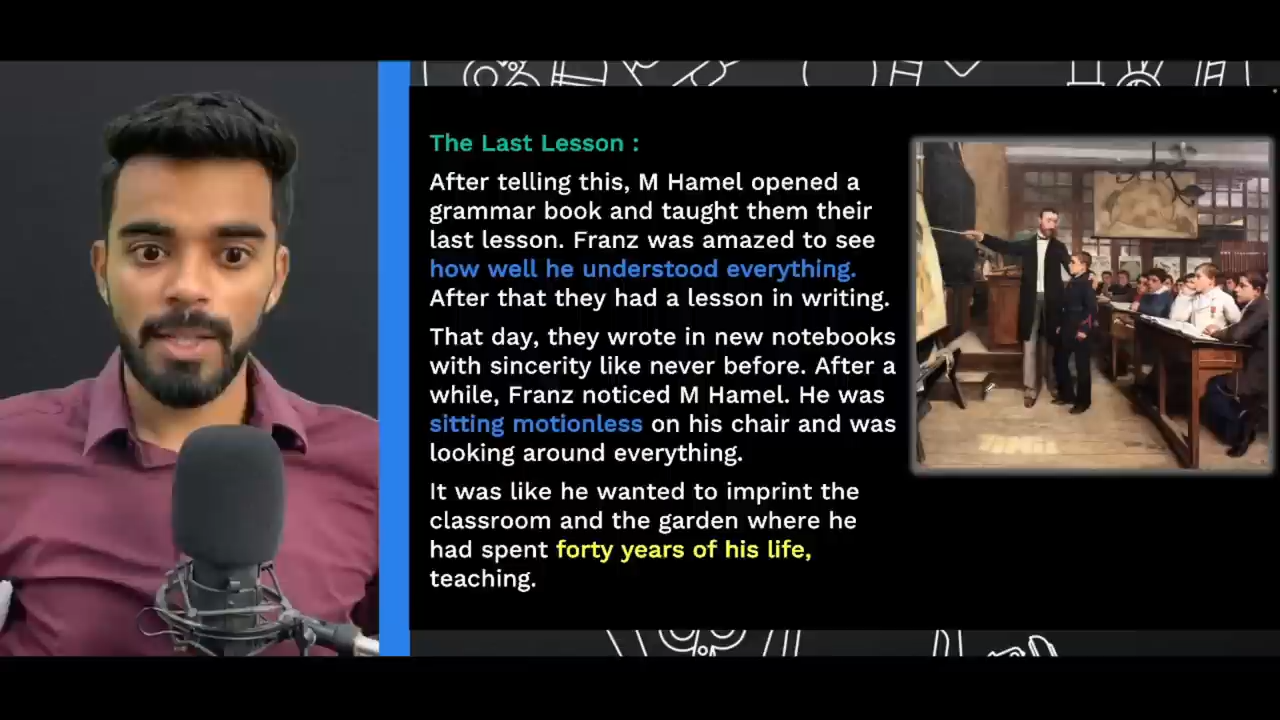 The Last Lesson :
After telling this, M Hamel opened a
grammar book and taught them their
last lesson. Franz was amazed to see
how well he understood everything.
After that they had a lesson in writing.
That day, they wrote in new notebooks
with sincerity like never before. After a
while, Franz noticed M Hamel. He was
sitting motionless on his chair and was
looking around everything.
It was like he wanted to imprint the
classroom and the garden where he
had spent forty years of his life,
teaching.